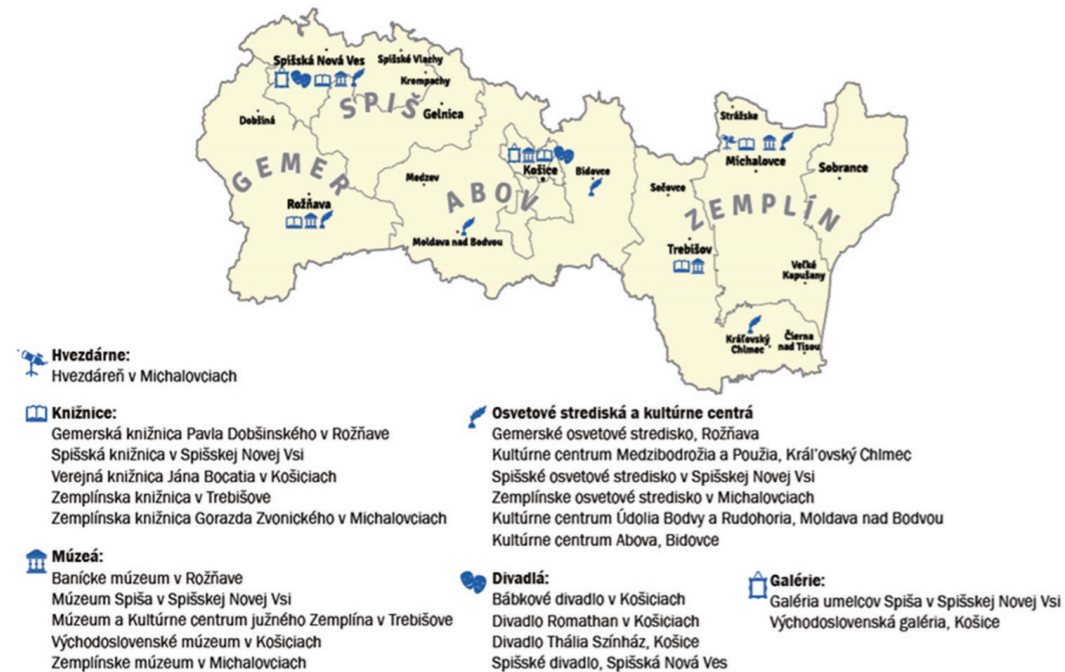 Spišská Nová Ves
Spišské Vlachy
Krompachy
SPIŠ
Gelnica
Dobšiná
GEMER
Rožňava
Medzev
ABOV
Moldava nad Bodvou
Košice
Bidovce
Strážske
Michalovce
Sobrance
Sečovce
ZEMPLÍN
Trebišov
Veľké
Kapušany
Kráľovský
Chlmec
Čierna
nad Tisou
Hvezdárne:
Hvezdáreň v Michalovciach
Knižnice:
Gemerská knižnica Pavla Dobšinského v Rožňave
Spišská knižnica v Spišskej Novej Vsi
Verejná knižnica Jána Bocatia v Košiciach
Zemplínska knižnica v Trebišove
Zemplínska knižnica Gorazda Zvonického v Michalovciach
Múzeá:
Banícke múzeum v Rožňave
Múzeum Spiša v Spišskej Novej Vsi
Múzeum a Kultúrne centrum južného Zemplína v Trebišove
Východoslovenské múzeum v Košiciach
Zemplínske múzeum v Michalovciach
Osvetové strediská a kultúrne centrá
Gemerské osvetové stredisko, Rožňava
Kultúrne centrum Medzibodrožia a Použia, Kráľovský Chlmec
Spišské osvetové stredisko v Spišskej Novej Vsi
Zemplínske osvetové stredisko v Michalovciach
Kultúrne centrum Údolia Bodvy a Rudohoria, Moldava nad Bodvou
Kultúrne centrum Abova, Bidovce
Divadlá:
Bábkové divadlo v Košiciach
Divadlo Romathan v Košiciach
Divadlo Thália Színház, Košice
Spišské divadlo, Spišská Nová Ves
Galérie:
Galéria umelcov Spiša v Spišskej Novej Vsi
Východoslovenská galéria, Košice